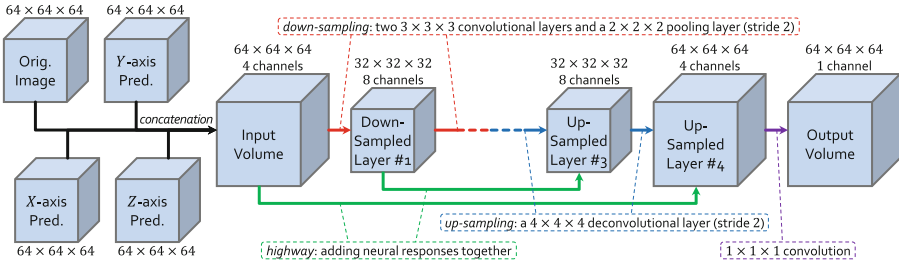 64 × 64 × 64
64 × 64 × 64
Orig.
Image
Y-axis
Pred.
X-axis
Pred.
Z-axis
Pred.
64 × 64 × 64
64 × 64 × 64
concatenation
down-sampling: two 3 × 3 × 3 convolutional layers and a 2 × 2 × 2 pooling layer (stride 2)
64 × 64 × 64
4 channels
Input
Volume
32 × 32 × 32
8 channels
Down-
Sampled
Layer #1
32 × 32 × 32
8 channels
Up-
Sampled
Layer #3
64 × 64 × 64
4 channels
Up-
Sampled
Layer #4
64 × 64 × 64
1 channel
Output
Volume
up-sampling: a 4 × 4 × 4 deconvolutional layer (stride 2)
highway: adding neural responses together
1 × 1 × 1 convolution